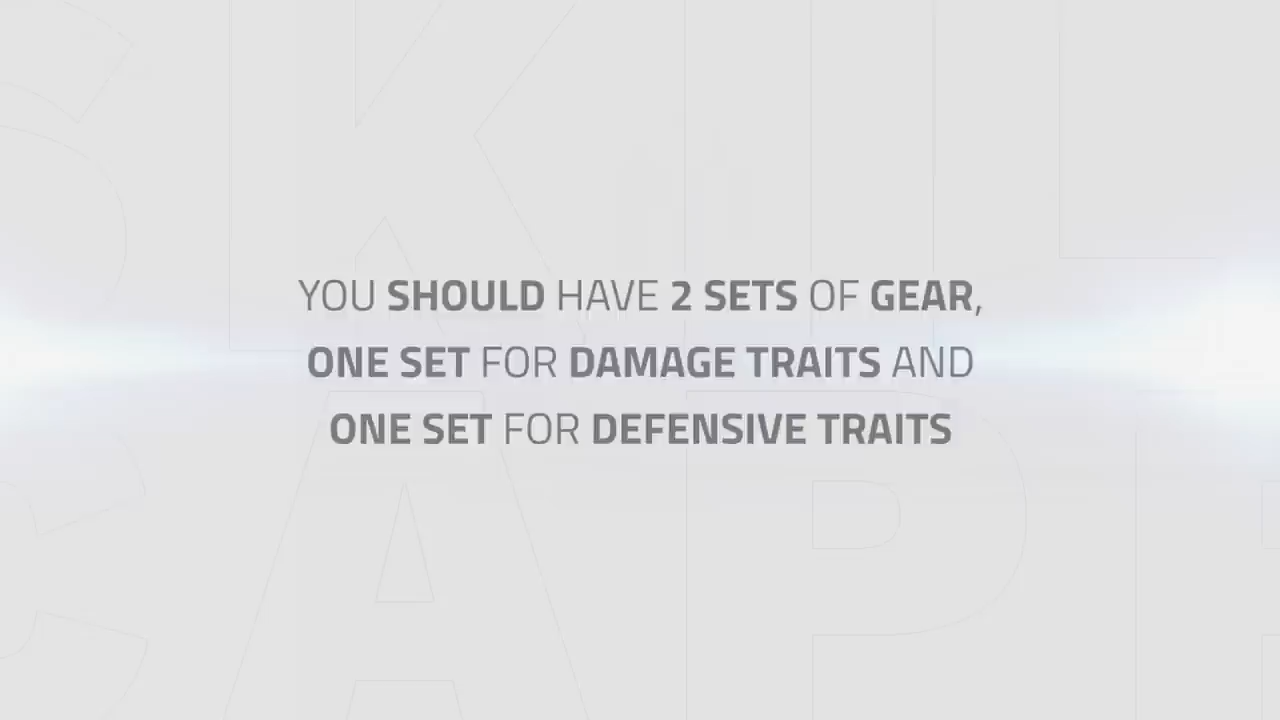 YOU SHOULD HAVE 2 SETS OF GEAR,
ONE SET FOR DAMAGE TRAITS AND
ONE SET FOR DEFENSIVE TRAITS